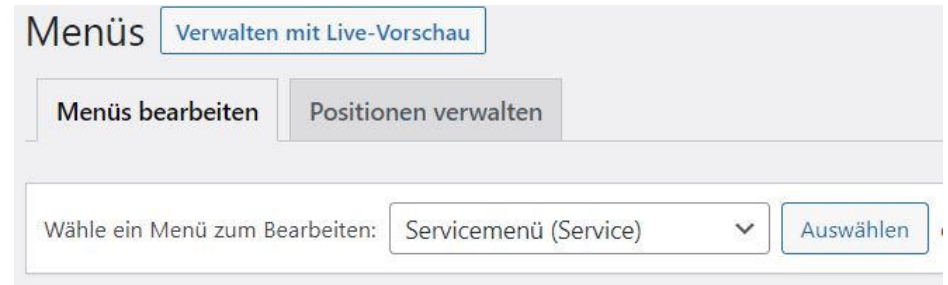 Menüs Verwalten mit Live-Vorschau
Menüs bearbeiten Positionen verwalten
Wähle ein Menü zum Bearbeiten: Servicemenü (Service) Auswählen